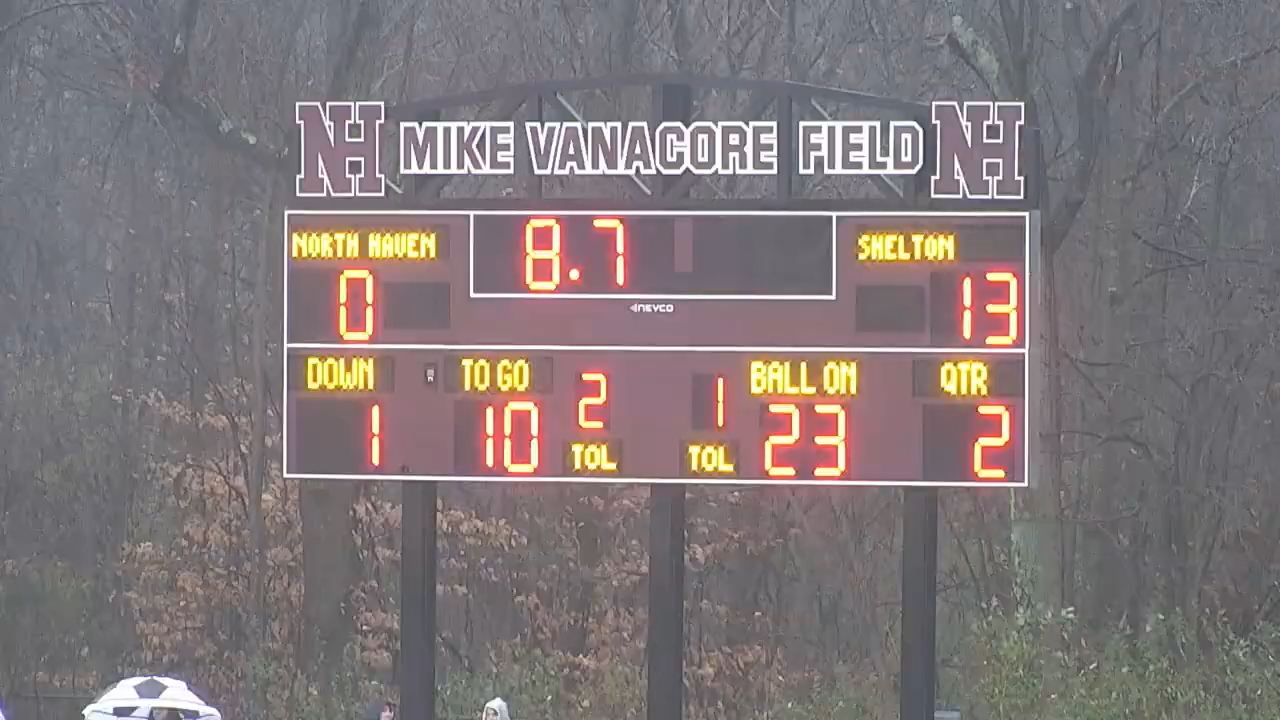 NH MIKE VANACORE FIELD NH
NORTH HAVEN 8.7 SHELTON
0 13
NEVCO
DOWN TO GO 2 1 BALL ON QTR
1 10 TOL TOL 23 2